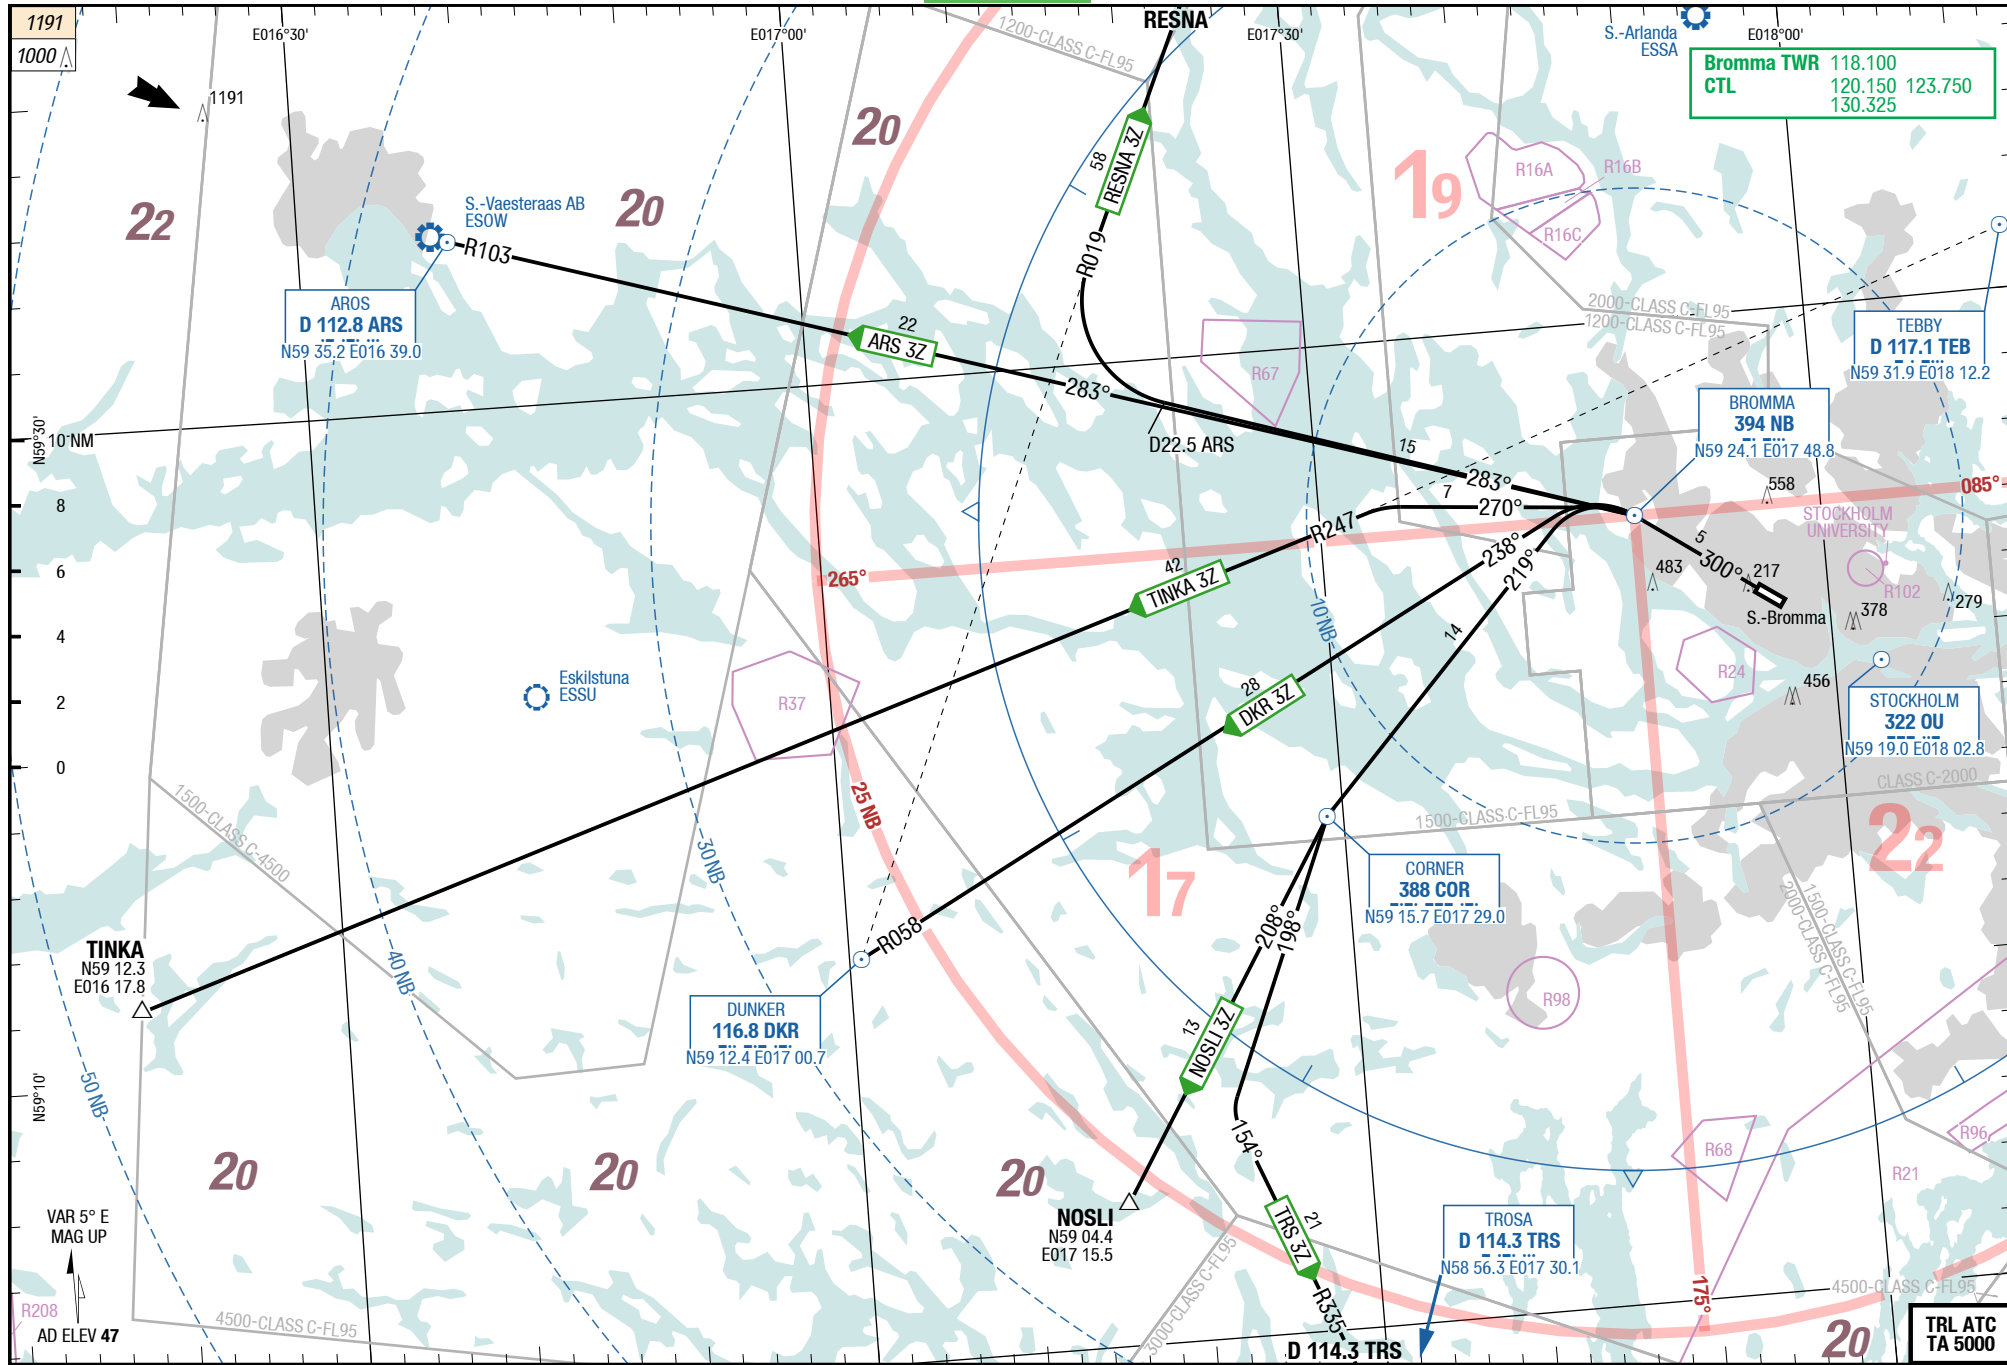 1191
1000
E016°30'
E017°00'
RESNA
E017°30'
S.-Arlanda
ESSA
E018°00'
Bromma TWR 118.100
CTL 120.150 123.750
130.325
1200-CLASS C-FL95
1191
20
58
RESNA 3Z
R019
19
R16A
R16B
R16C
22
S.-Vaesteraas AB
ESOW
20
R103
AROS
D 112.8 ARS
N59 35.2 E016 39.0
22
ARS 3Z
283°
R67
2000-CLASS C-FL95
1200-CLASS C-FL95
TEBBY
D 117.1 TEB
N59 31.9 E018 12.2
BROMMA
394 NB
N59 24.1 E017 48.8
N59°30'
10 NM
8
6
4
2
0
D22.5 ARS
15
283°
7
270°
R247
238°
219°
558
085°
STOCKHOLM
UNIVERSITY
5
300°
483
217
R102
S.-Bromma
378
279
265°
42
TINKA 3Z
10 NB
14
R24
456
STOCKHOLM
322 OU
N59 19.0 E018 02.8
Eskilstuna
ESSU
R37
28
DKR 3Z
CLASS C-2000
1500-CLASS C-4500
25 NB
30 NB
1500-CLASS C-FL95
22
17
CORNER
388 COR
N59 15.7 E017 29.0
1500-CLASS C-FL95
2000-CLASS C-FL95
R058
208°
198°
TINKA
N59 12.3
E016 17.8
40 NB
R98
DUNKER
116.8 DKR
N59 12.4 E017 00.7
13
NOSLI 3Z
50 NB
N59°10'
154°
R68
R96
R21
20
20
20
NOSLI
N59 04.4
E017 15.5
VAR 5° E
MAG UP
21
TRS 3Z
TROSA
D 114.3 TRS
N58 56.3 E017 30.1
3000-CLASS C-FL95
175°
4500-CLASS C-FL95
R208
AD ELEV 47
4500-CLASS C-FL95
R335
D 114.3 TRS
20
TRL ATC
TA 5000